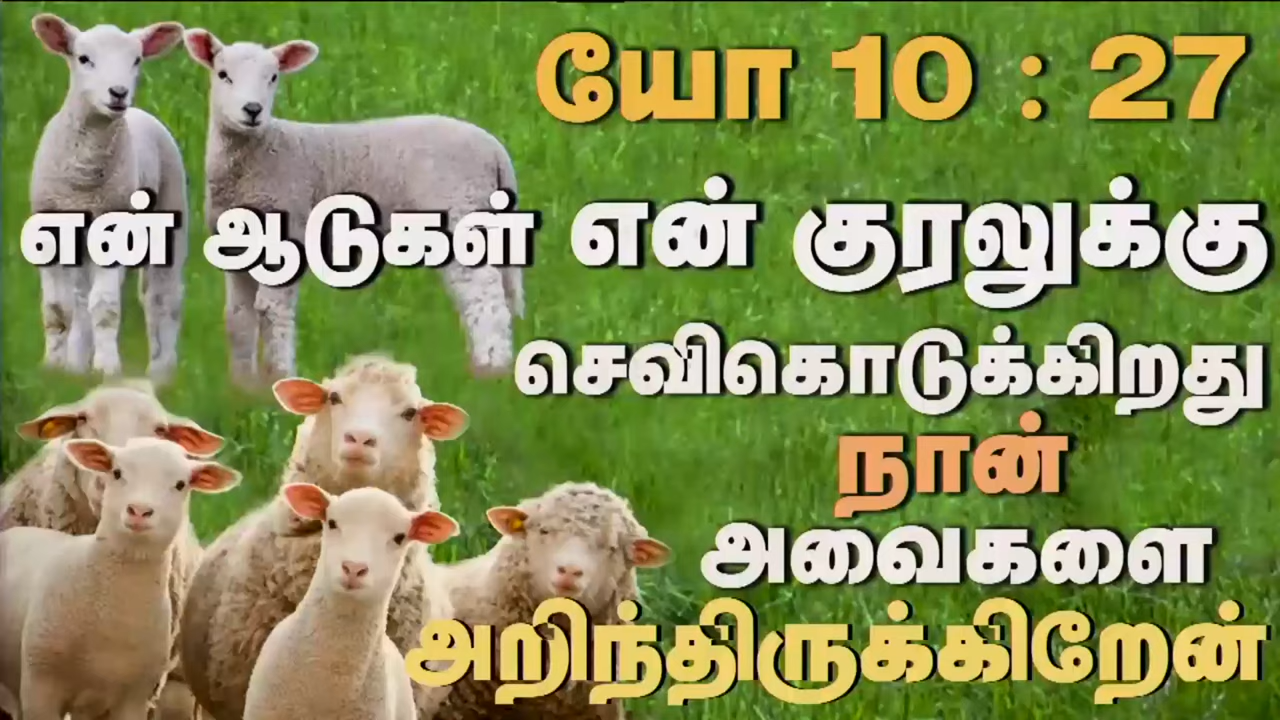 யோ 10 : 27
என் ஆடுகள் என் குரலுக்கு
செவிகொடுக்கிறது
நான்
அவைகளை
அறிந்திருக்கிறேன்